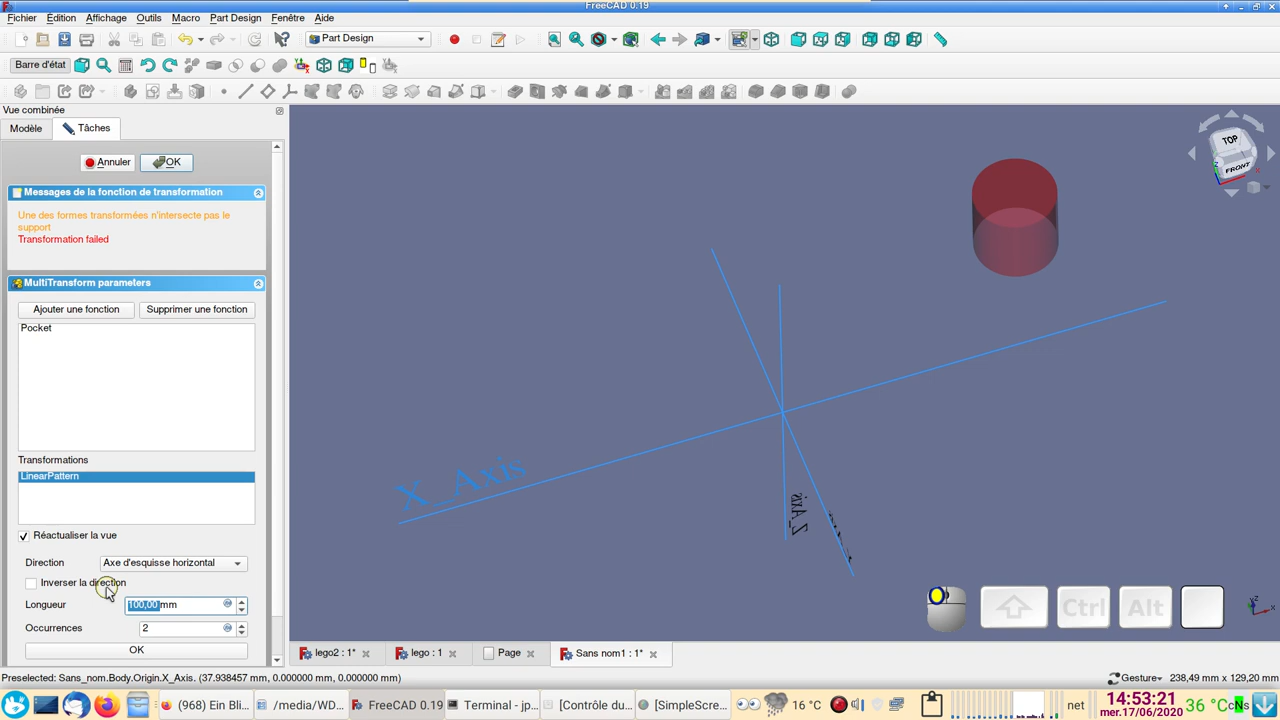 FreeCAD 0.19
Fichier Édition Affichage Outils Macro Part Design Fenêtre Aide
Part Design
Barre d'état
Vue combinée
Modèle Tâches
Annuler OK
Messages de la fonction de transformation
Une des formes transformées n'intersecte pas le
support
Transformation failed
MultiTransform parameters
Ajouter une fonction Supprimer une fonction
Pocket
Transformations
LinearPattern
Réactualiser la vue
Direction Axe d'esquisse horizontal
Inverser la direction
Longueur 100,00 mm
Occurrences 2
OK
TOP
FRONT
X_Axis
Z_Axis
Ctrl Alt
lego2 : 1* lego : 1 Page Sans nom1 : 1*
Preselected: Sans_nom.Body.Origin.X_Axis. (37.938457 mm, 0.000000 mm, 0.000000 mm)
Gesture 238,49 mm x 129,20 mm
(968) Ein Bli... /media/WD... FreeCAD 0.19 Terminal - jp... [Contrôle du... [SimpleScre... 16 °C net 14:53:21
mer.17/06/2020 36 °C